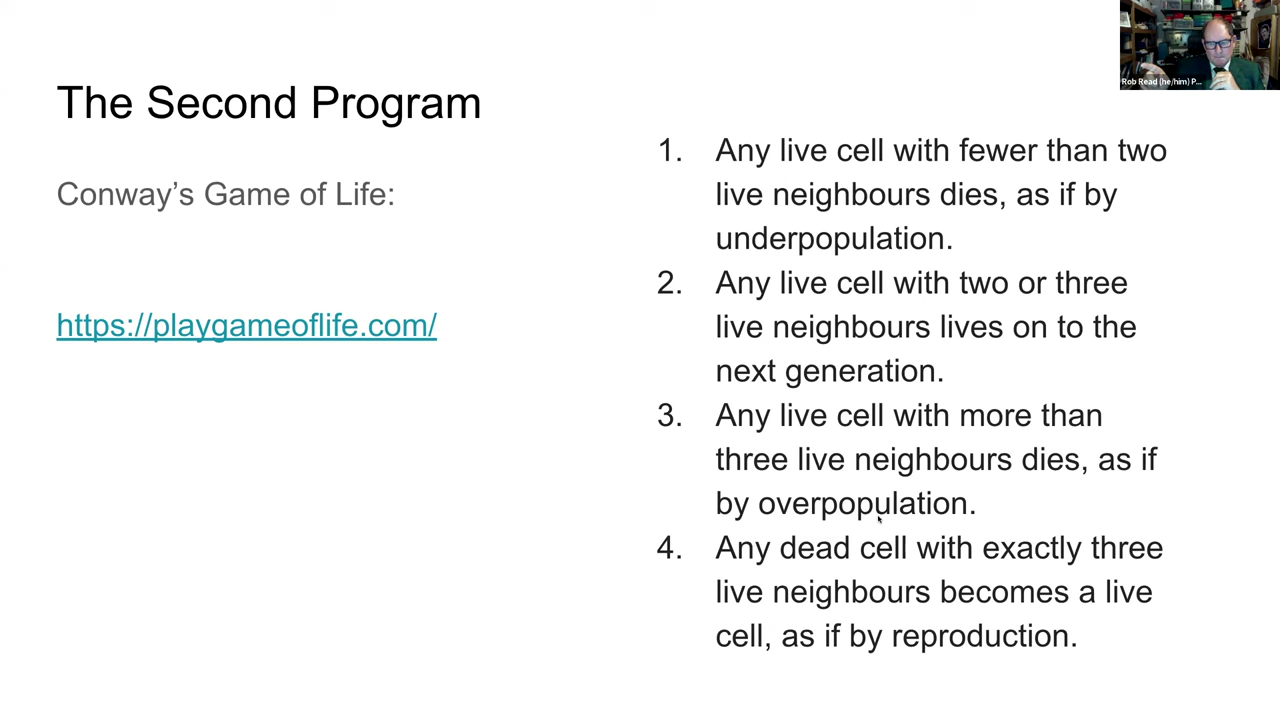 The Second Program
Conway’s Game of Life:
https://playgameoflife.com/
1. Any live cell with fewer than two
live neighbours dies, as if by
underpopulation.
2. Any live cell with two or three
live neighbours lives on to the
next generation.
3. Any live cell with more than
three live neighbours dies, as if
by overpopulation.
4. Any dead cell with exactly three
live neighbours becomes a live
cell, as if by reproduction.
Rob Read (he/him) P...